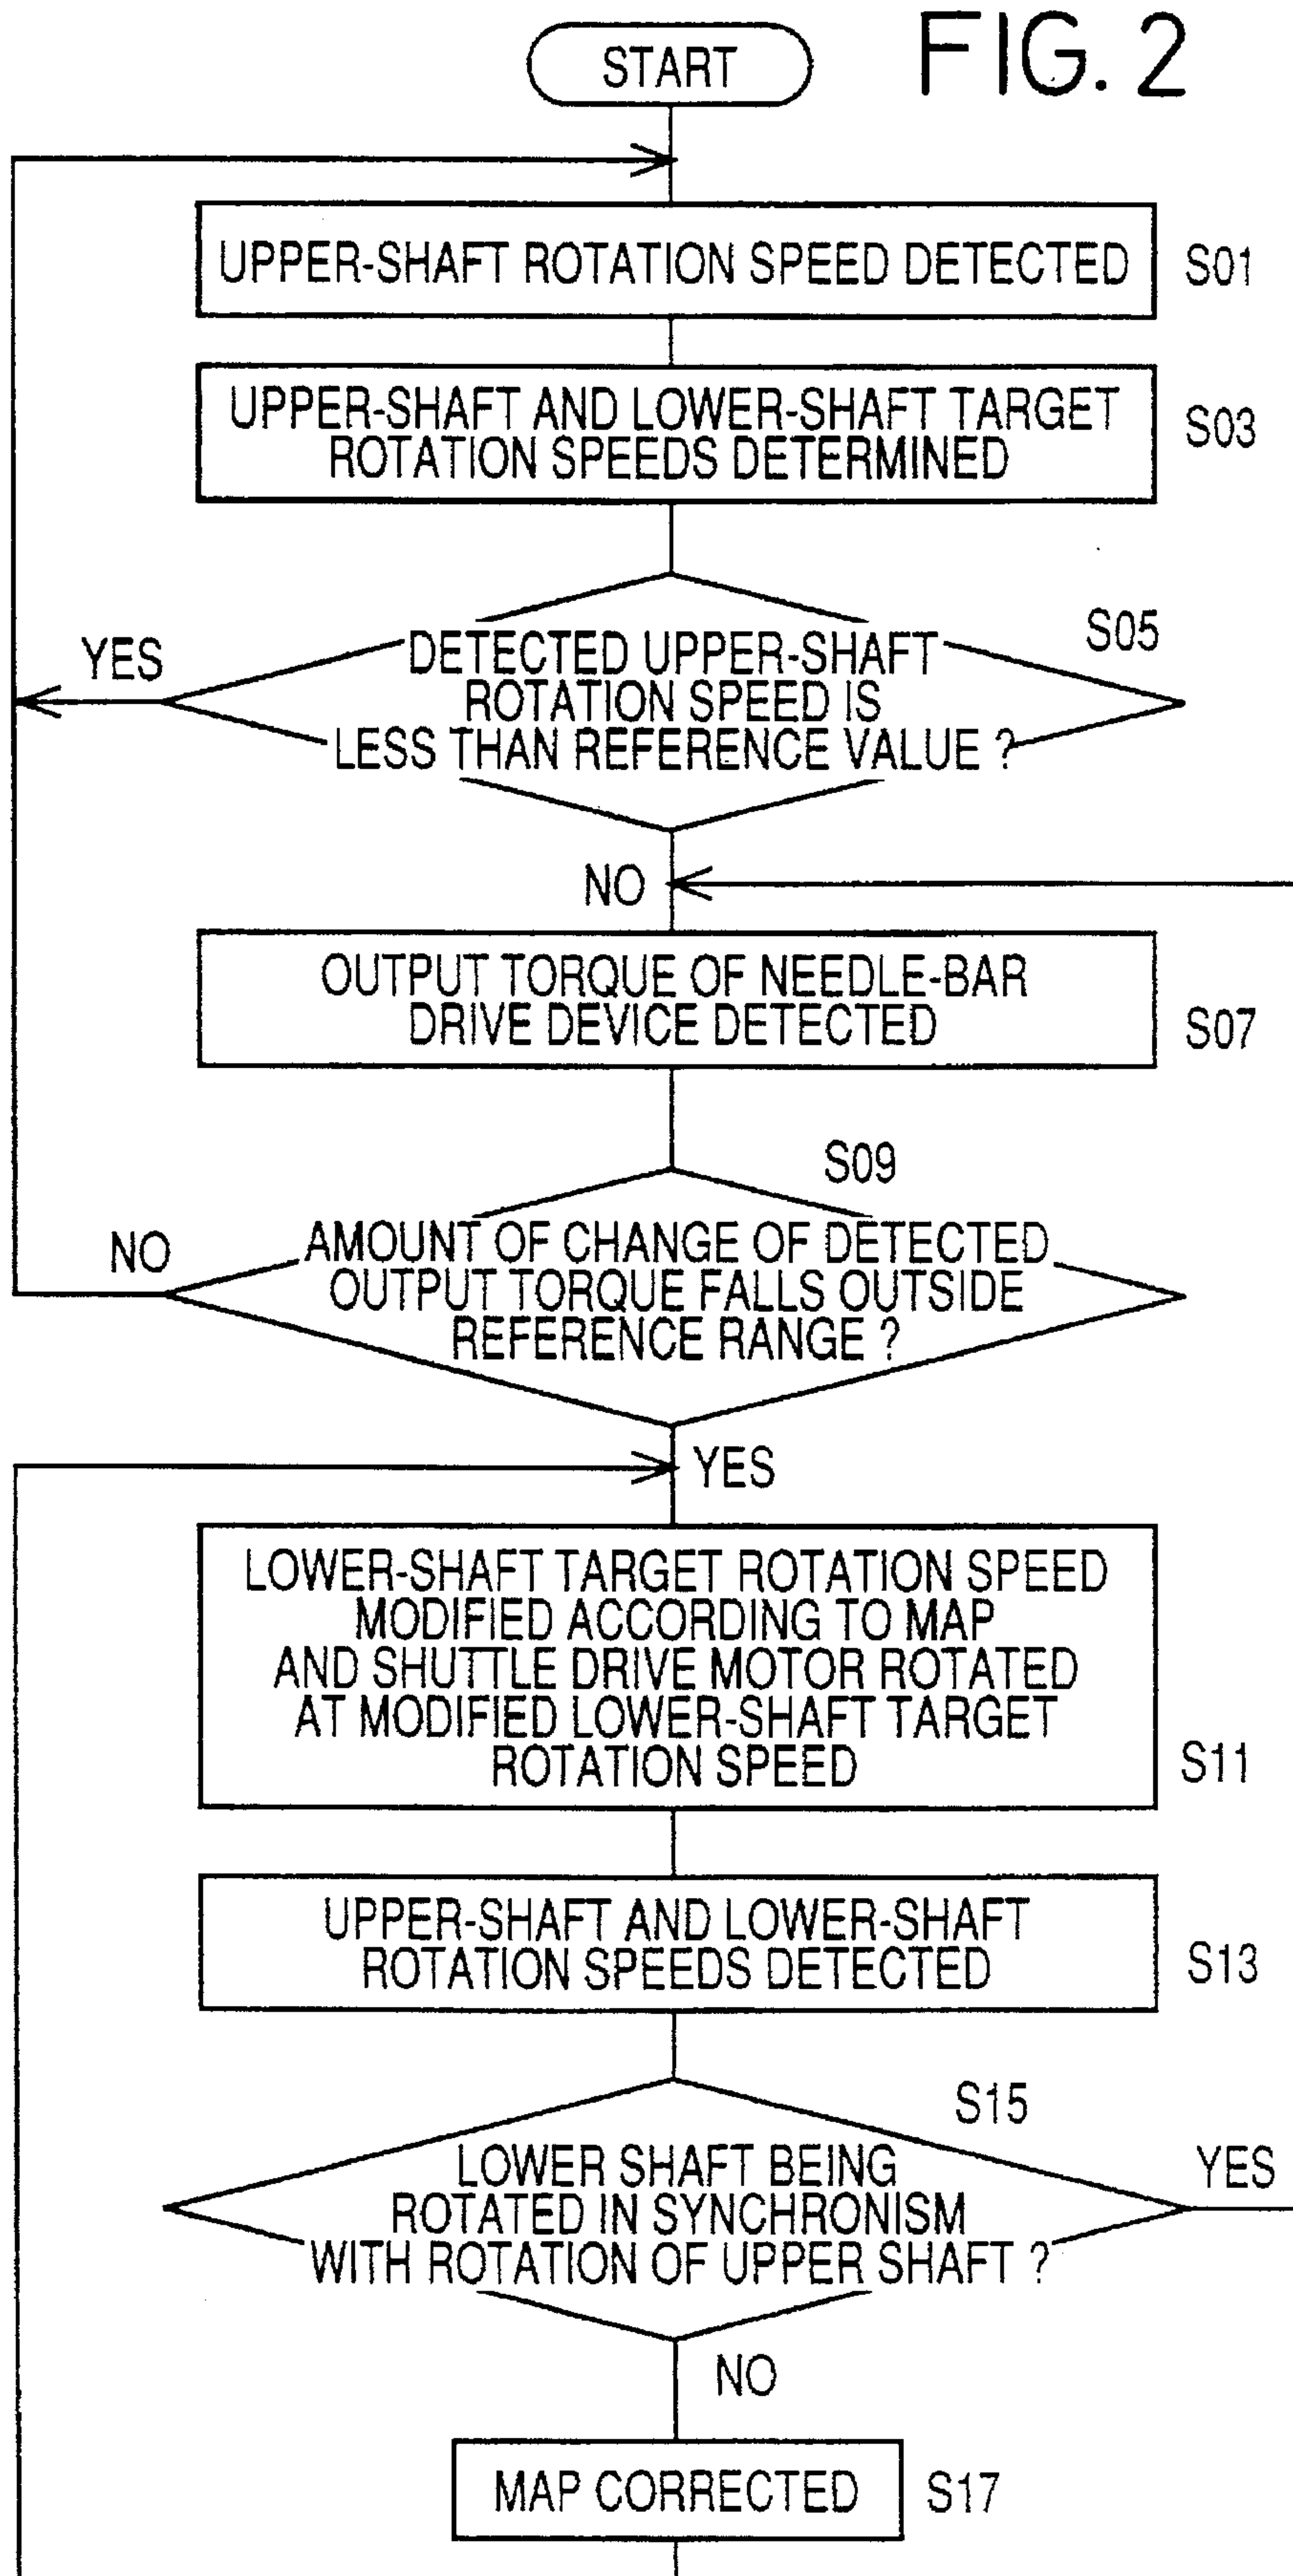 FIG. 2
START
UPPER-SHAFT ROTATION SPEED DETECTED
S01
UPPER-SHAFT AND LOWER-SHAFT TARGET
ROTATION SPEEDS DETERMINED
S03
S05
YES
DETECTED UPPER-SHAFT
ROTATION SPEED IS
LESS THAN REFERENCE VALUE ?
NO
OUTPUT TORQUE OF NEEDLE-BAR
DRIVE DEVICE DETECTED
S07
S09
NO
AMOUNT OF CHANGE OF DETECTED
OUTPUT TORQUE FALLS OUTSIDE
REFERENCE RANGE ?
YES
LOWER-SHAFT TARGET ROTATION SPEED
MODIFIED ACCORDING TO MAP
AND SHUTTLE DRIVE MOTOR ROTATED
AT MODIFIED LOWER-SHAFT TARGET
ROTATION SPEED
S11
UPPER-SHAFT AND LOWER-SHAFT
ROTATION SPEEDS DETECTED
S13
S15
LOWER SHAFT BEING
ROTATED IN SYNCHRONISM
WITH ROTATION OF UPPER SHAFT ?
YES
NO
MAP CORRECTED
S17